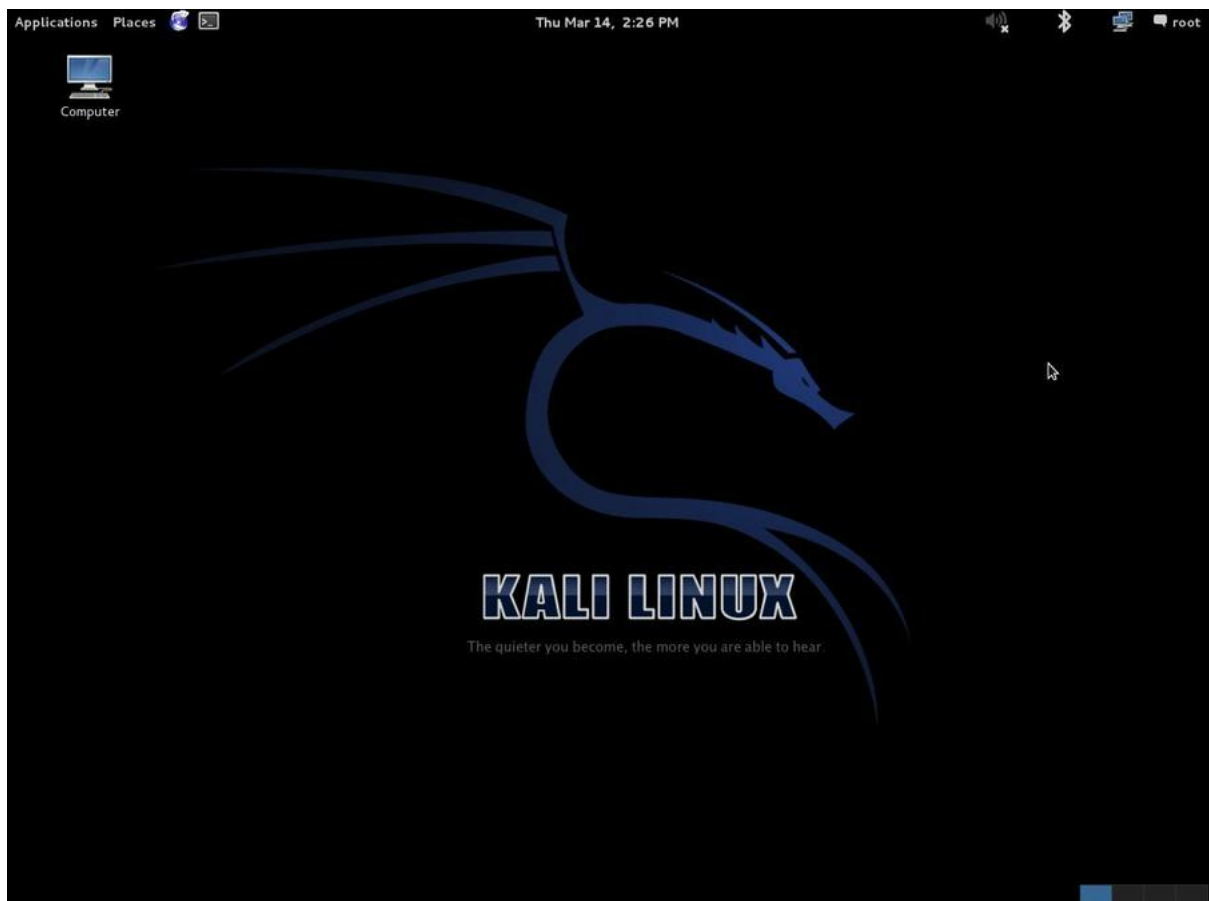 Applications Places Thu Mar 14, 2:26 PM root
Computer
KALI LINUX
The quieter you become, the more you are able to hear.